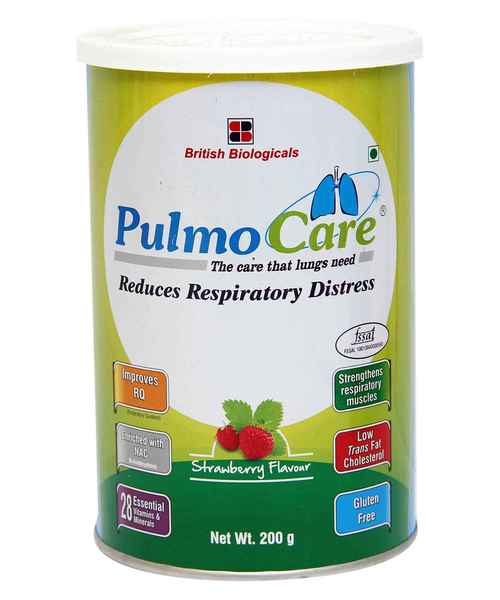 British Biologicals
PulmoCare®
The care that lungs need
Reduces Respiratory Distress
fssai
Improves
RQ
Enriched with
NAC
28 Essential
Vitamins &
Minerals
Strengthens
respiratory
muscles
Low
Trans Fat
Cholesterol
Gluten
Free
Strawberry Flavour
Net Wt. 200 g